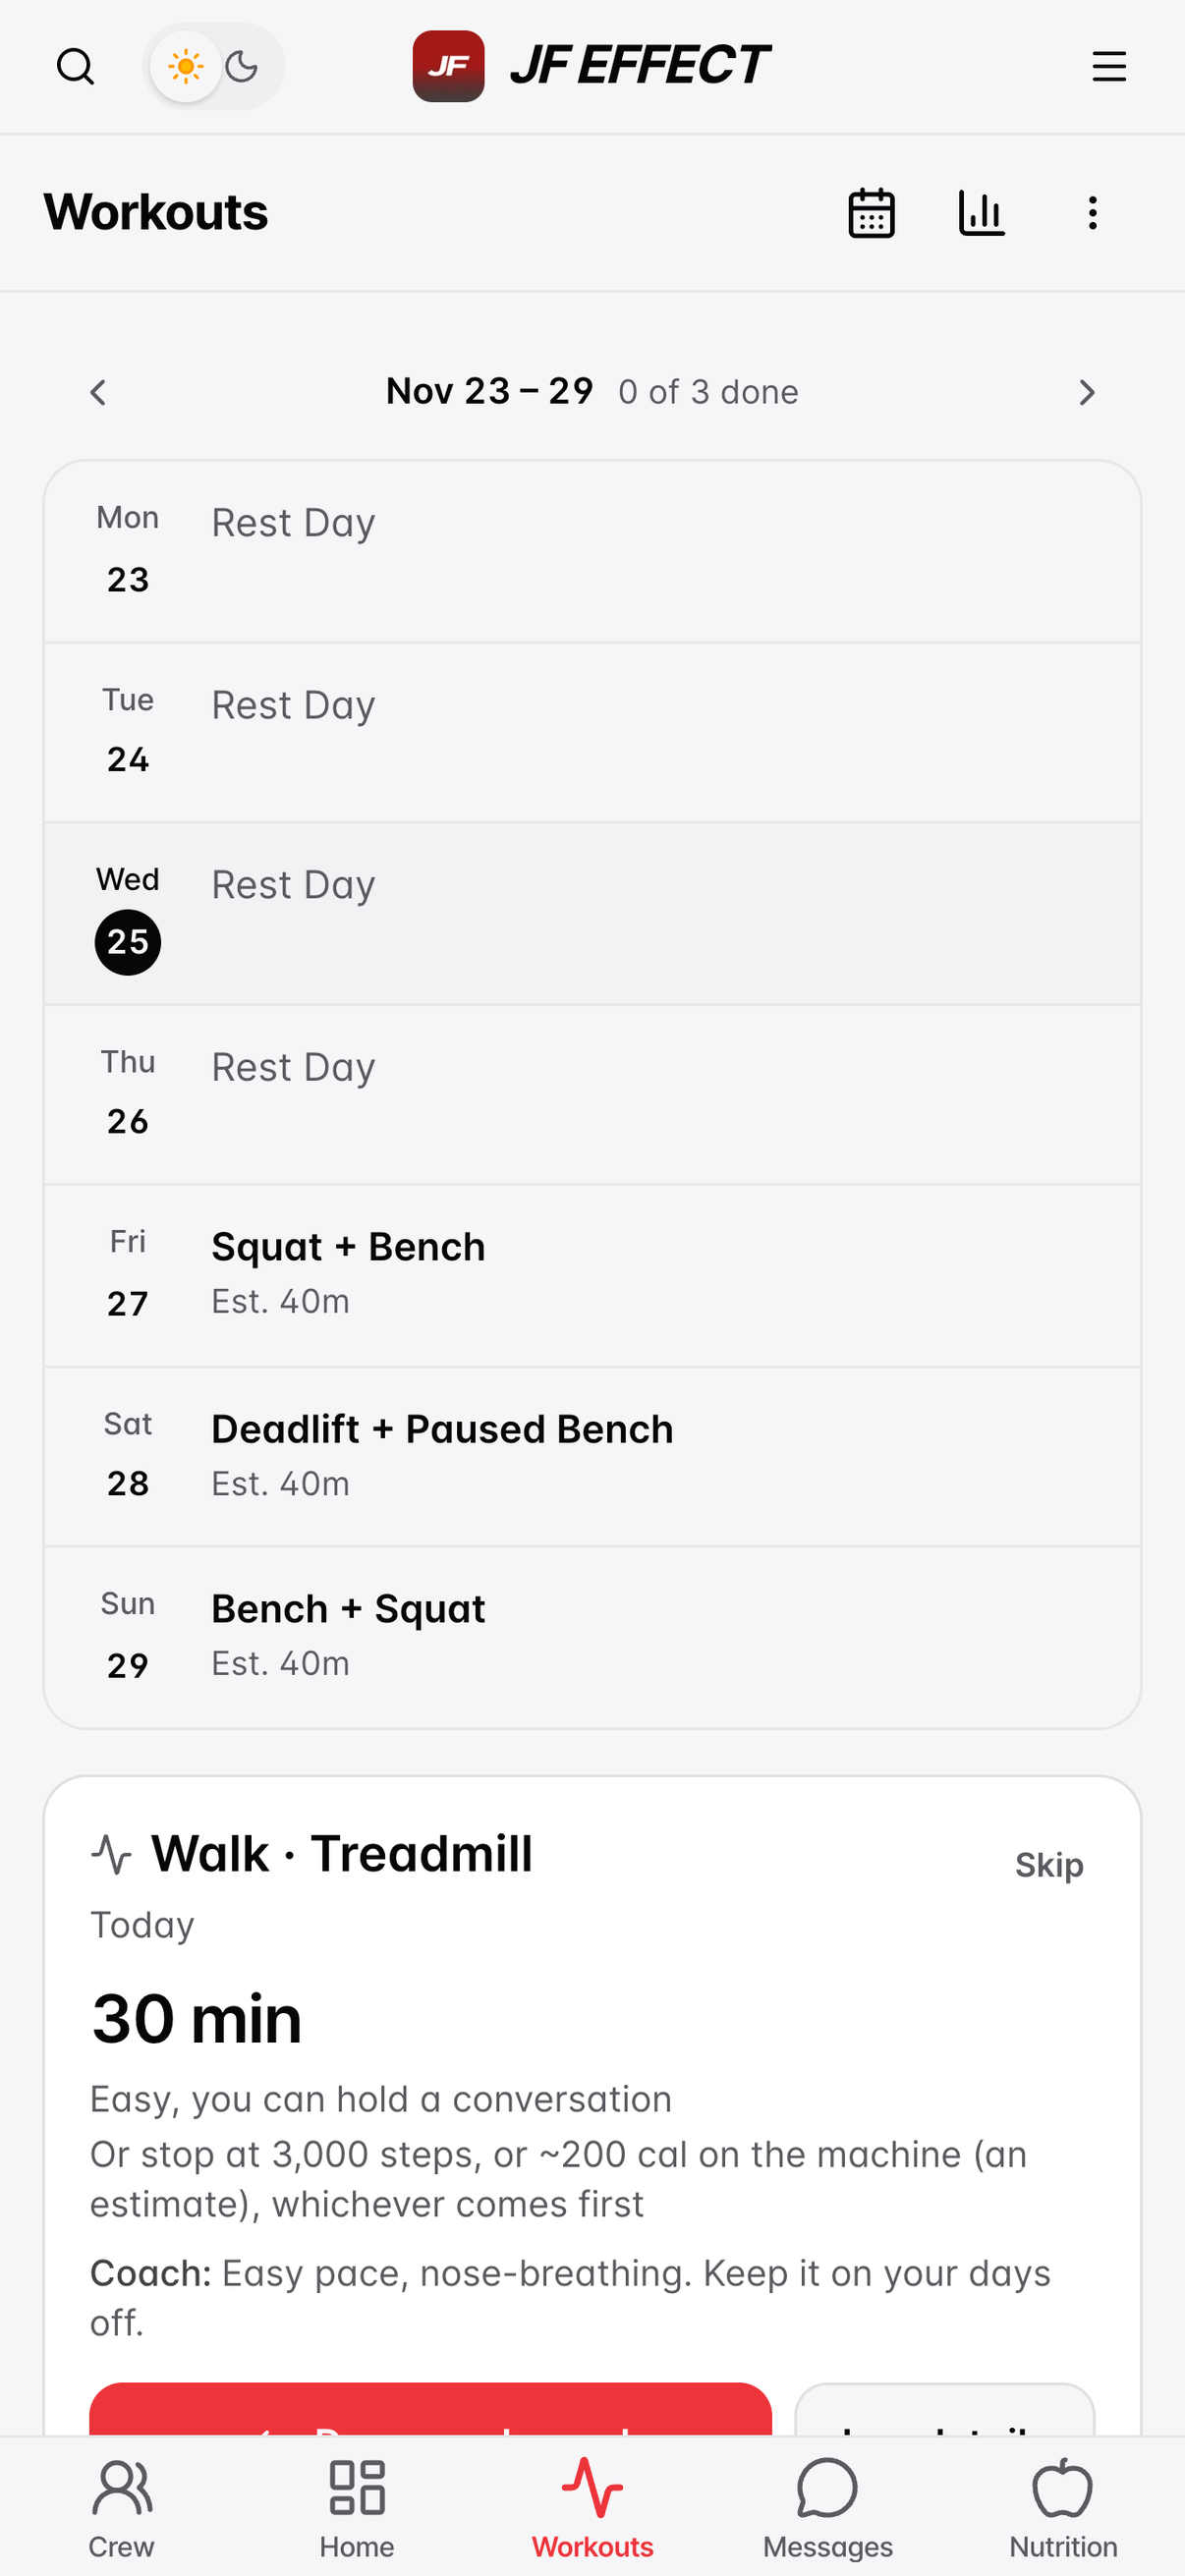 JF JF EFFECT
Workouts
Nov 23 – 29 0 of 3 done
Mon Rest Day
23
Tue Rest Day
24
Wed Rest Day
25
Thu Rest Day
26
Fri Squat + Bench
27 Est. 40m
Sat Deadlift + Paused Bench
28 Est. 40m
Sun Bench + Squat
29 Est. 40m
Walk · Treadmill
Skip
Today
30 min
Easy, you can hold a conversation
Or stop at 3,000 steps, or ~200 cal on the machine (an
estimate), whichever comes first
Coach: Easy pace, nose-breathing. Keep it on your days
off.
Crew Home Workouts Messages Nutrition